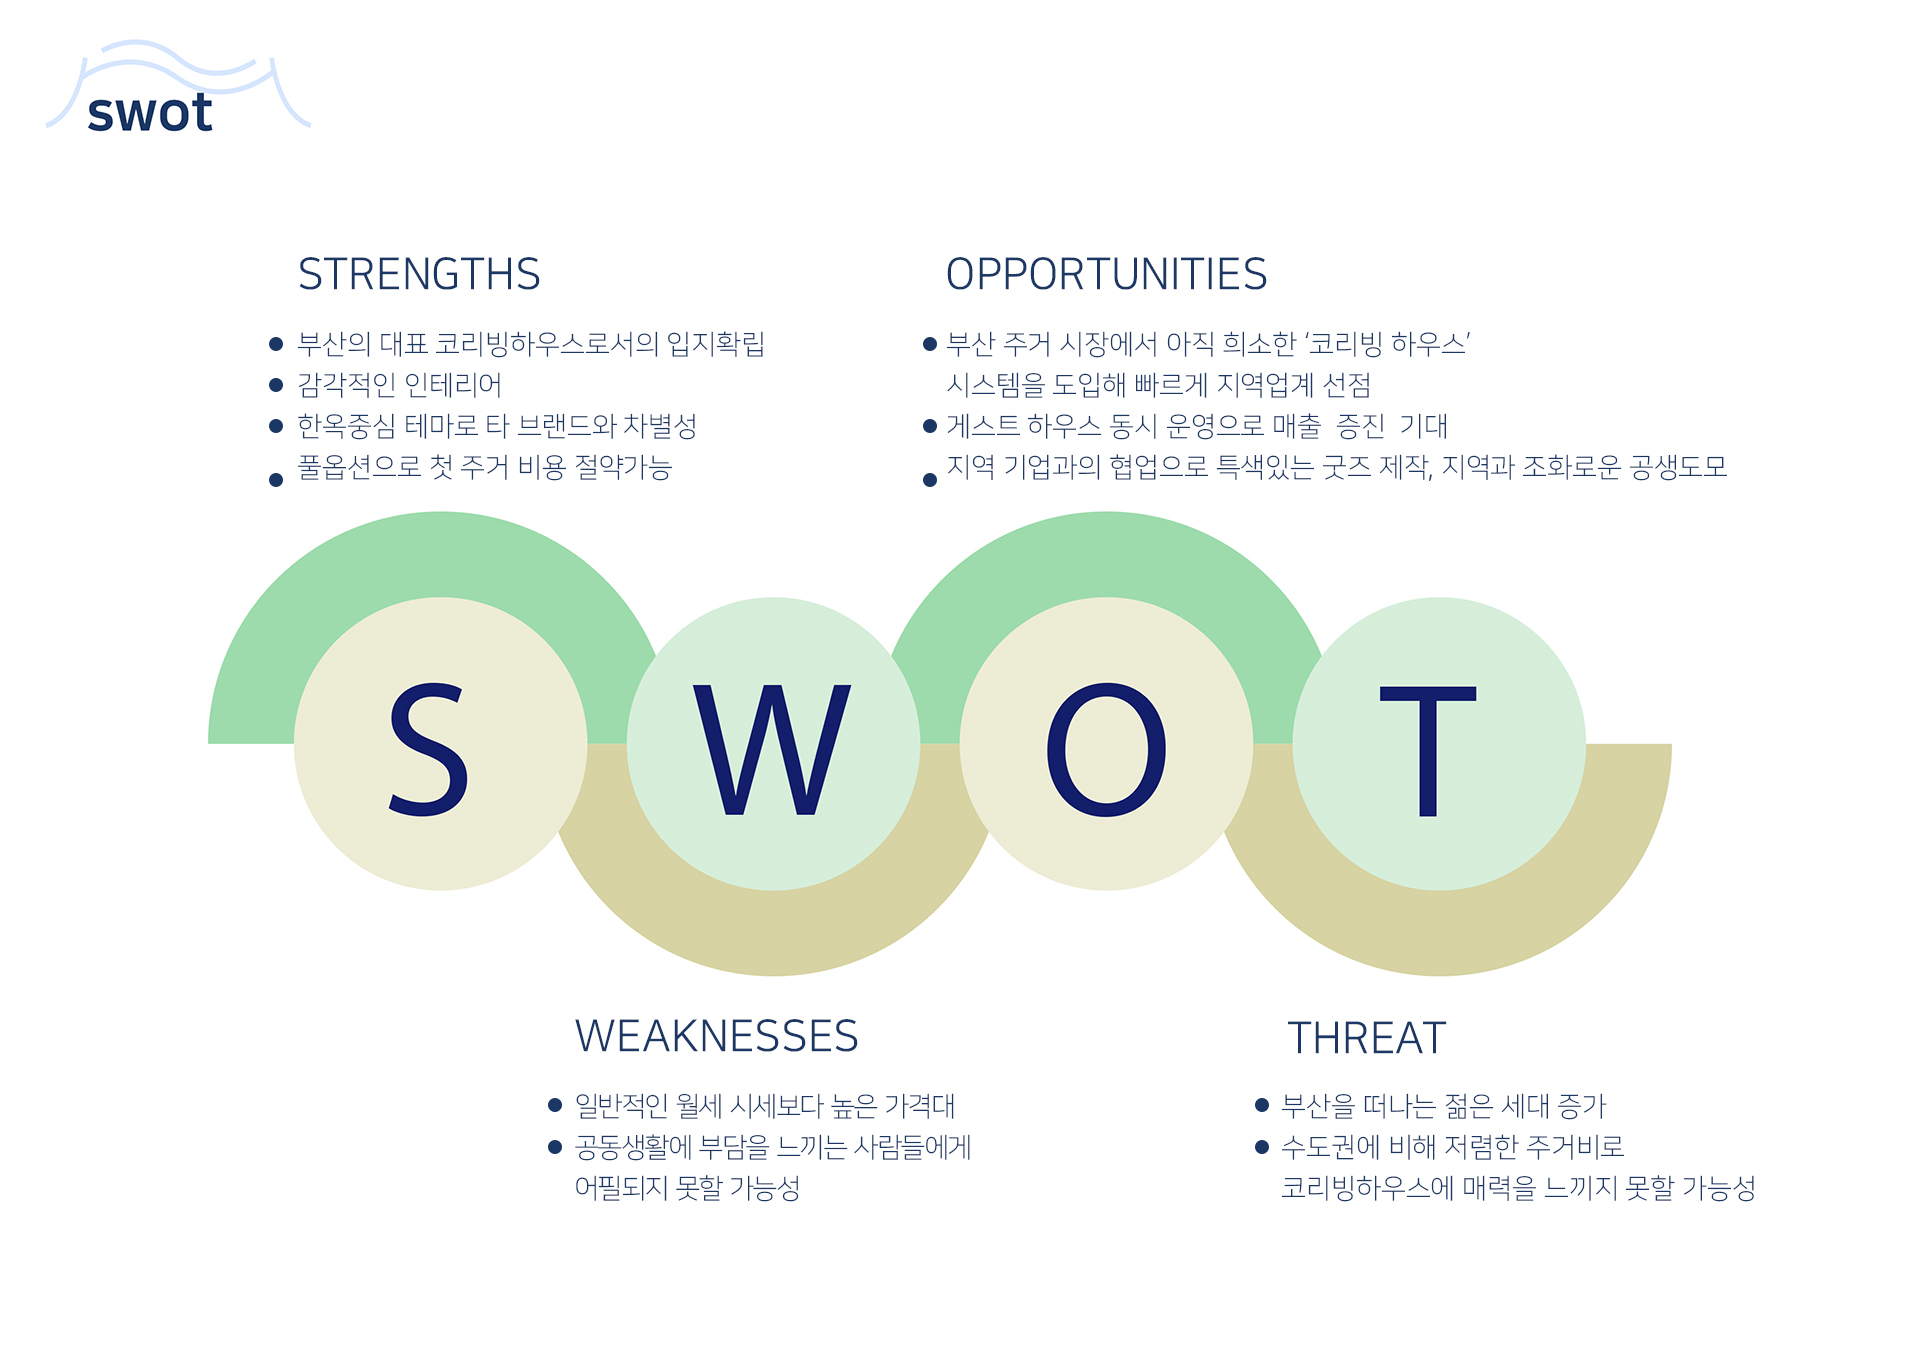 swot
STRENGTHS
부산의 대표 코리빙하우스로서의 입지확립
감각적인 인테리어
한옥중심 테마로 타 브랜드와 차별성
풀옵션으로 첫 주거 비용 절약가능
OPPORTUNITIES
부산 주거 시장에서 아직 희소한 ‘코리빙 하우스’
시스템을 도입해 빠르게 지역업계 선점
게스트 하우스 동시 운영으로 매출 증진 기대
지역 기업과의 협업으로 특색있는 굿즈 제작, 지역과 조화로운 공생도모
S W O T
WEAKNESSES
일반적인 월세 시세보다 높은 가격대
공동생활에 부담을 느끼는 사람들에게
어필되지 못할 가능성
THREAT
부산을 떠나는 젊은 세대 증가
수도권에 비해 저렴한 주거비로
코리빙하우스에 매력을 느끼지 못할 가능성